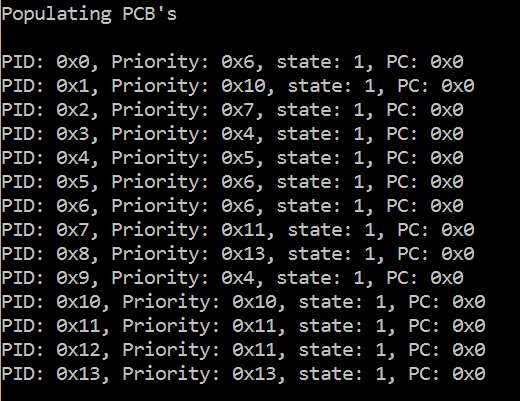 Populating PCB's
PID: 0x0, Priority: 0x6, state: 1, PC: 0x0
PID: 0x1, Priority: 0x10, state: 1, PC: 0x0
PID: 0x2, Priority: 0x7, state: 1, PC: 0x0
PID: 0x3, Priority: 0x4, state: 1, PC: 0x0
PID: 0x4, Priority: 0x5, state: 1, PC: 0x0
PID: 0x5, Priority: 0x6, state: 1, PC: 0x0
PID: 0x6, Priority: 0x6, state: 1, PC: 0x0
PID: 0x7, Priority: 0x11, state: 1, PC: 0x0
PID: 0x8, Priority: 0x13, state: 1, PC: 0x0
PID: 0x9, Priority: 0x4, state: 1, PC: 0x0
PID: 0x10, Priority: 0x10, state: 1, PC: 0x0
PID: 0x11, Priority: 0x11, state: 1, PC: 0x0
PID: 0x12, Priority: 0x11, state: 1, PC: 0x0
PID: 0x13, Priority: 0x13, state: 1, PC: 0x0